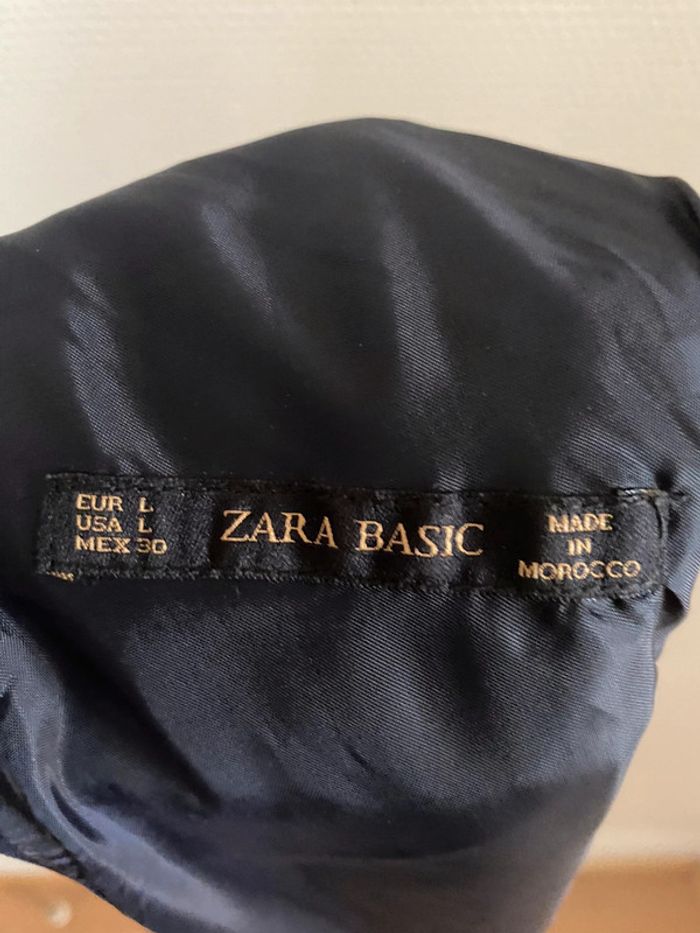 EUR L
USA L
MEX 30
ZARA BASIC
MADE
IN
MOROCCO